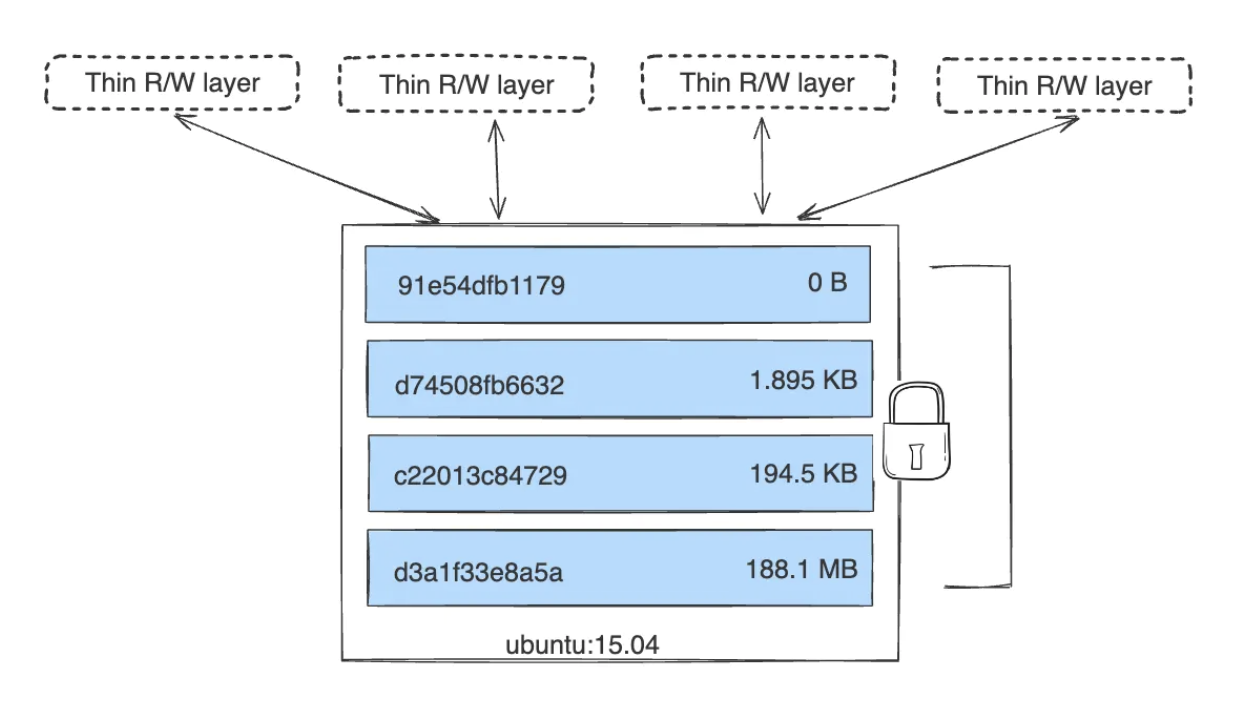 Thin R/W layer
Thin R/W layer
Thin R/W layer
Thin R/W layer
91e54dfb1179 0 B
d74508fb6632 1.895 KB
c22013c84729 194.5 KB
d3a1f33e8a5a 188.1 MB
ubuntu:15.04